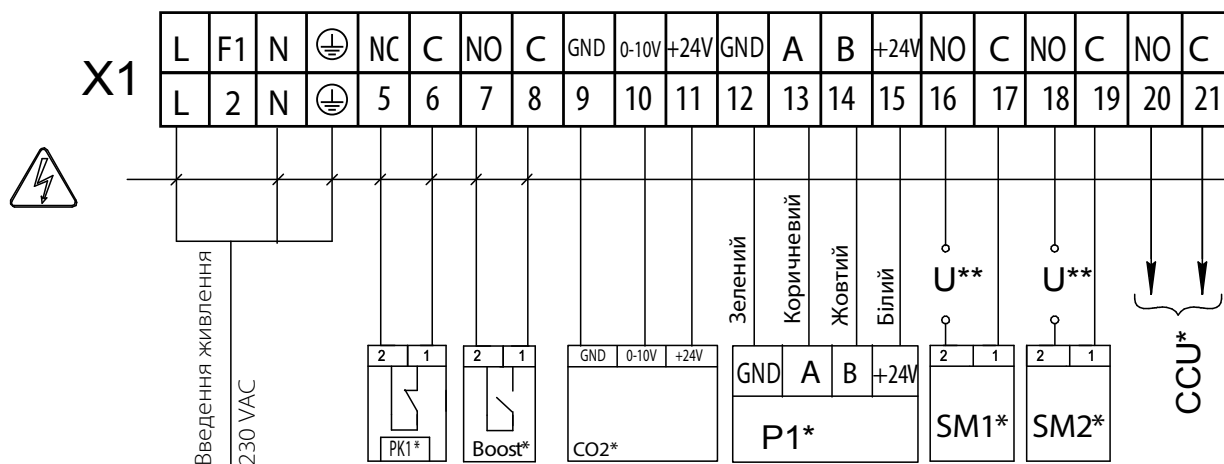 L F1 N NC C NO C GND 0-10V +24V GND A B +24V NO C NO C NO C
X1
L 2 N 5 6 7 8 9 10 11 12 13 14 15 16 17 18 19 20 21
Введення живлення
230 VAC
Зелений
Коричневий
Жовтий
Білий
U**
U**
CCU*
2 1
PK1*
2 1
Boost*
GND 0-10V +24V
CO2*
GND A B +24V
P1*
2 1
SM1*
2 1
SM2*